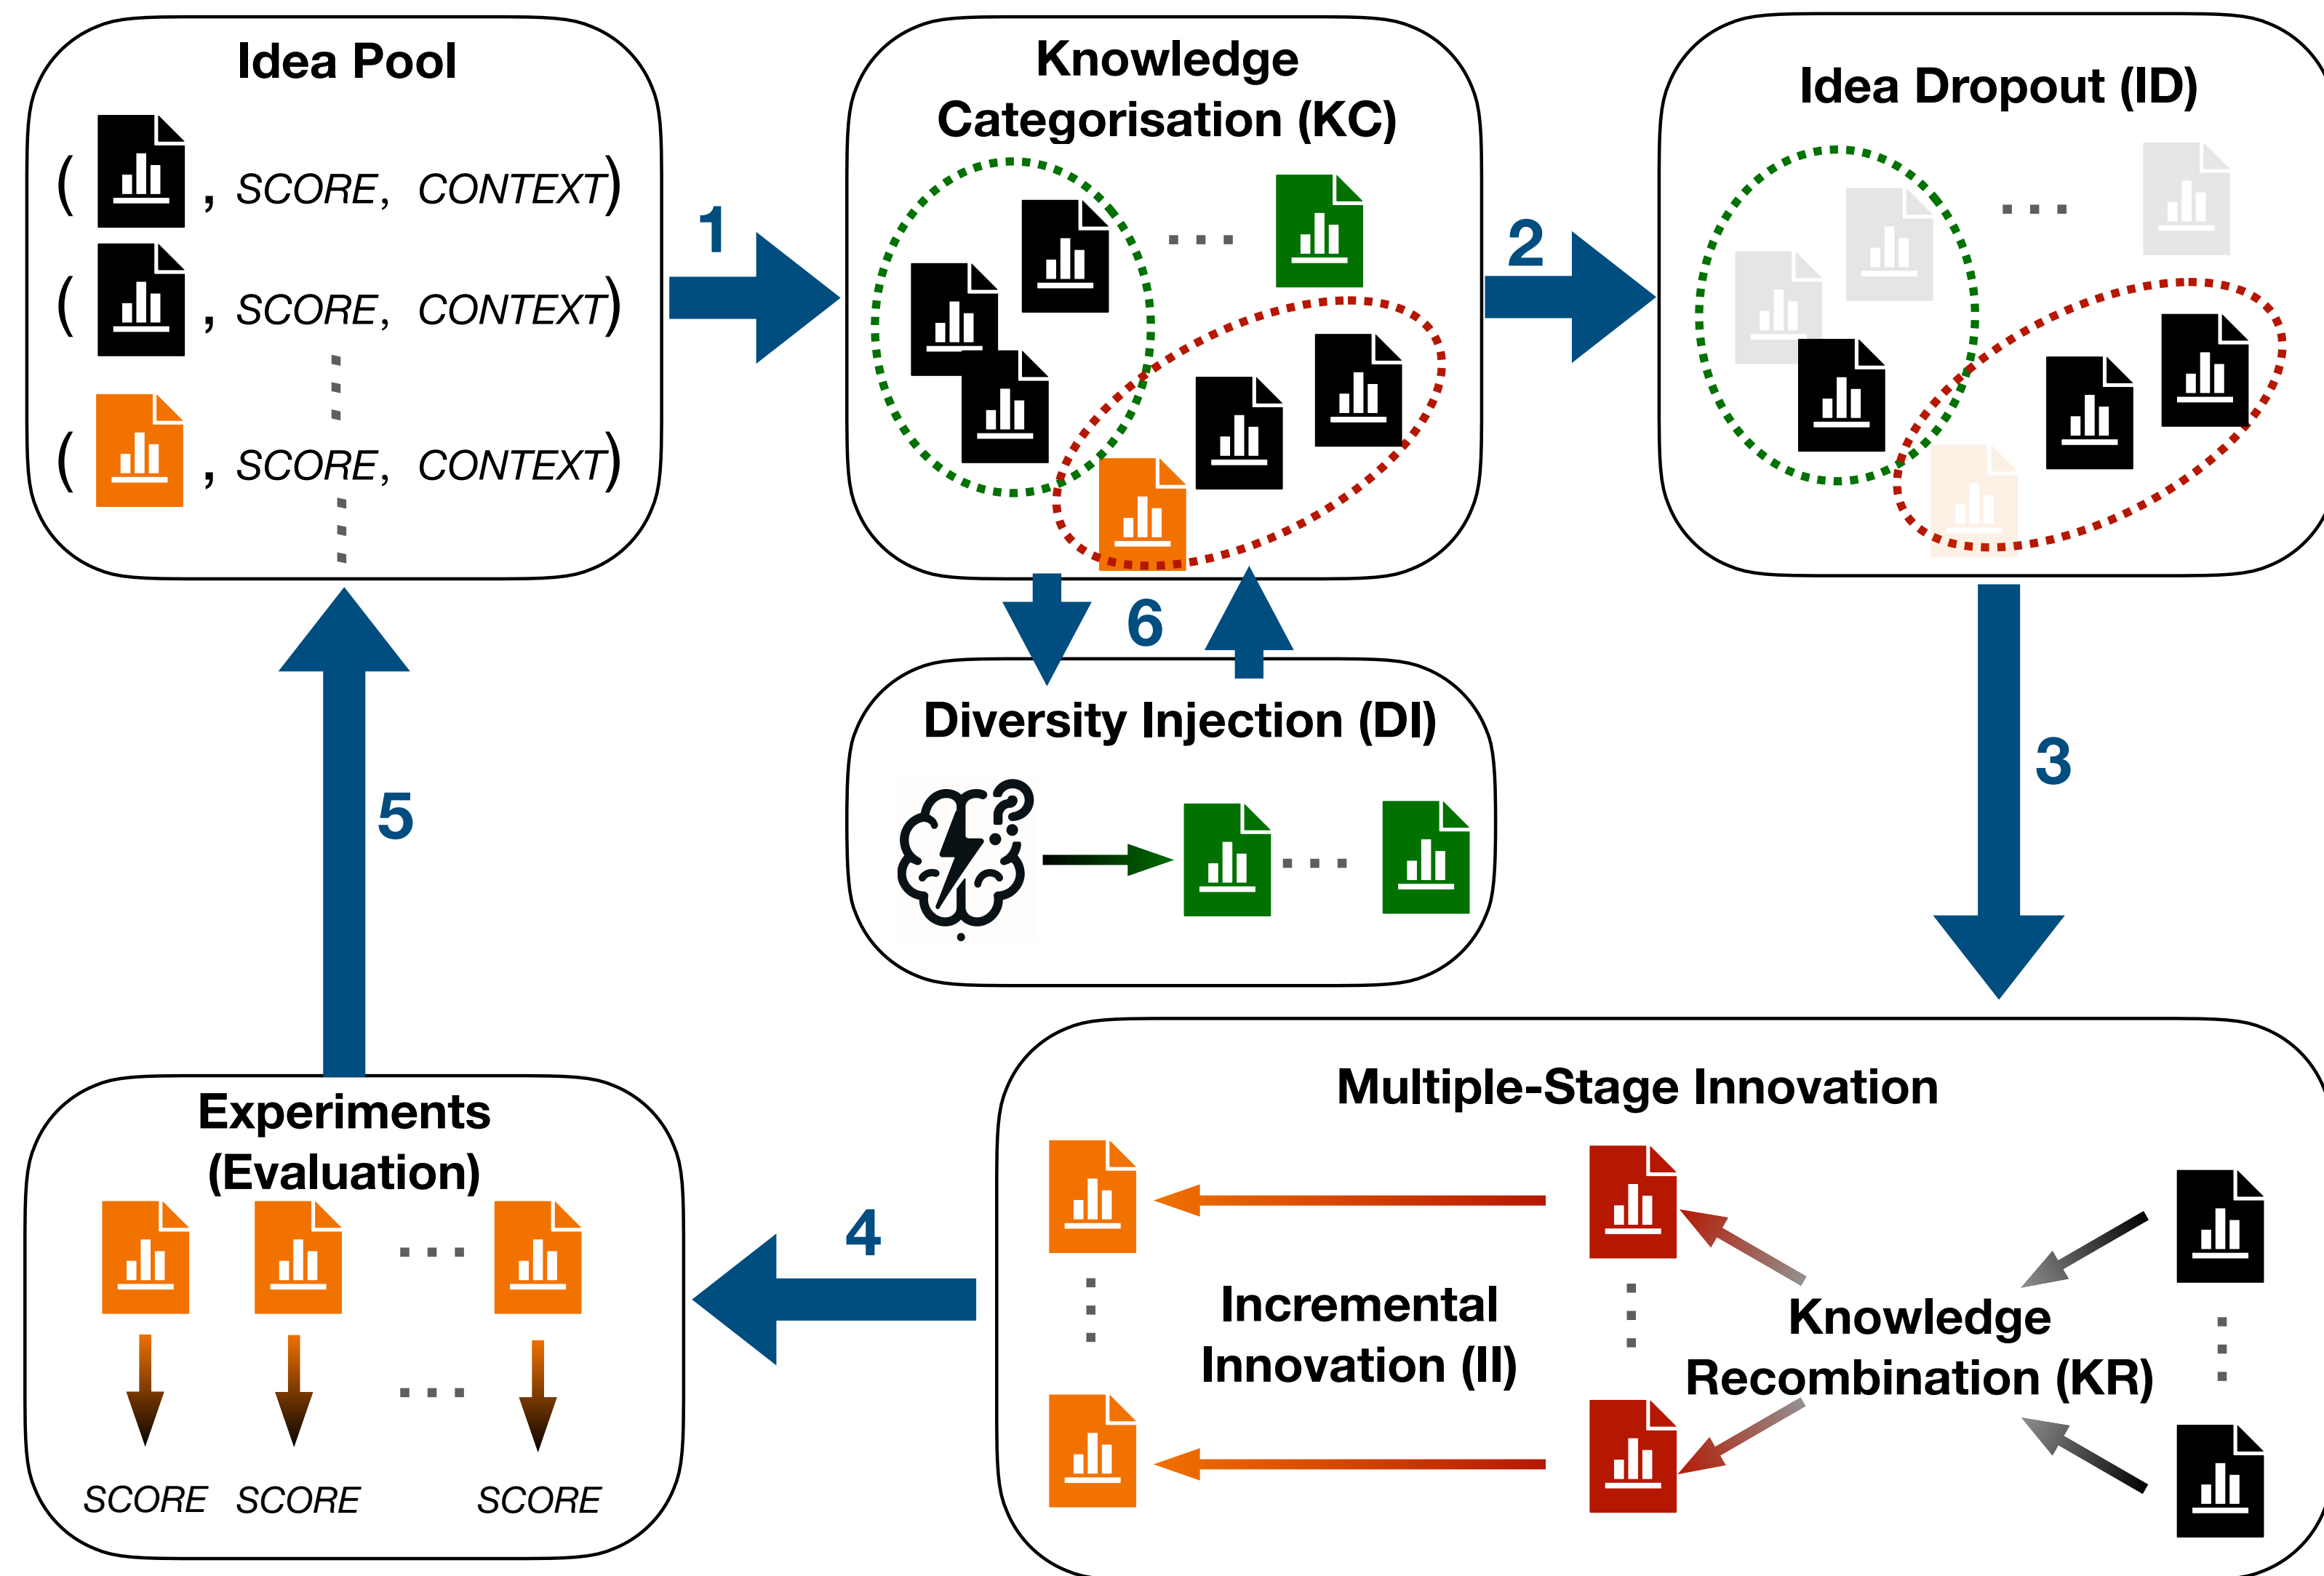 Idea Pool
( , SCORE, CONTEXT)
( , SCORE, CONTEXT)
( , SCORE, CONTEXT)
1
Knowledge
Categorisation (KC)
2
Idea Dropout (ID)
6
Diversity Injection (DI)
3
5
Experiments
(Evaluation)
SCORE SCORE SCORE
4
Multiple-Stage Innovation
Incremental
Innovation (II)
Knowledge
Recombination (KR)